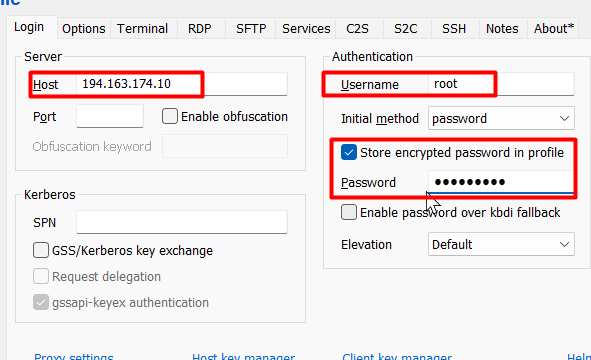 Login Options Terminal RDP SFTP Services C2S S2C SSH Notes About*
Server
Host 194.163.174.10
Port Enable obfuscation
Obfuscation keyword
Kerberos
SPN
GSS/Kerberos key exchange
Request delegation
gssapi-keyex authentication
Authentication
Username root
Initial method password
Store encrypted password in profile
Password •••••••••
Enable password over kbdi fallback
Elevation Default
Proxy settings Host key manager Client key manager Help